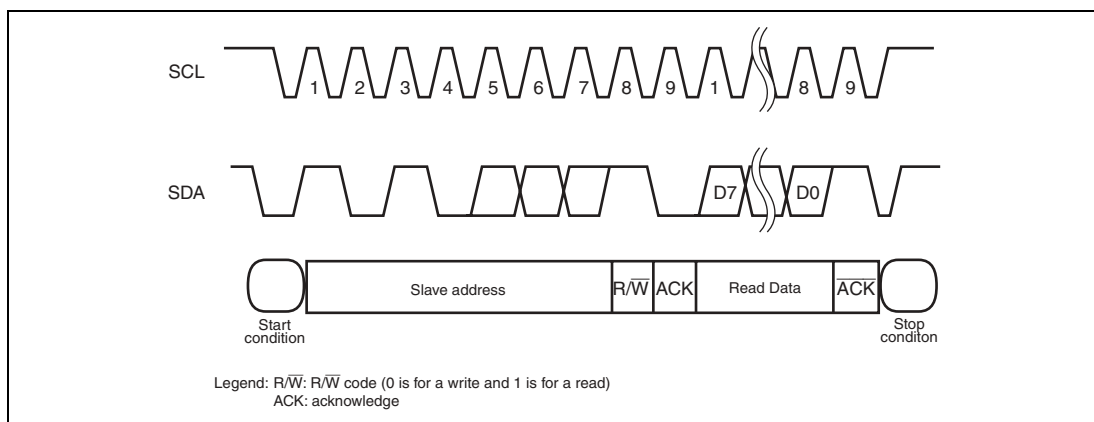 SCL
1 2 3 4 5 6 7 8 9 1 8 9
SDA
D7 D0
Slave address R/W̅ ACK Read Data A̅C̅K̅
Start condition
Stop conditon
Legend: R/W̅: R/W̅ code (0 is for a write and 1 is for a read)
ACK: acknowledge